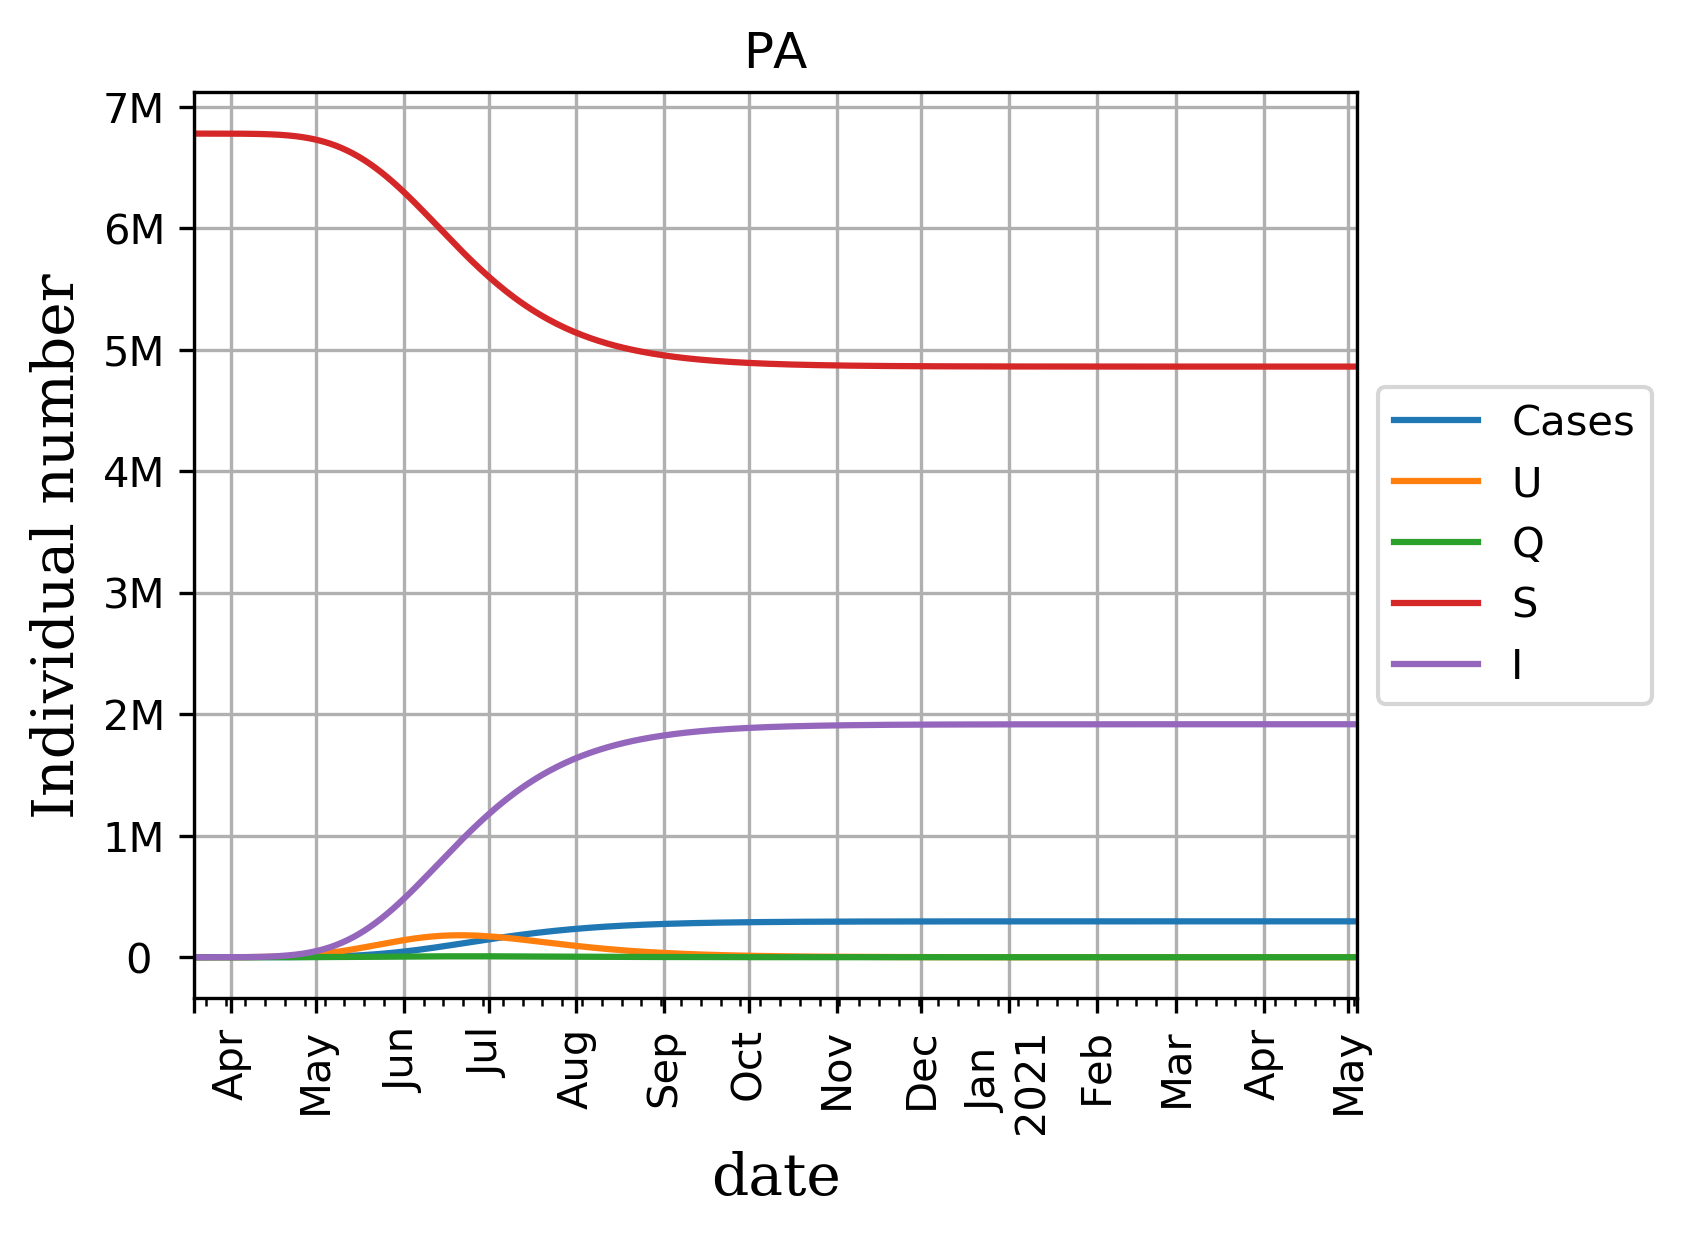 PA
7M
6M
5M
4M
3M
2M
1M
0
Individual number
Apr
May
Jun
Jul
Aug
Sep
Oct
Nov
Dec
Jan
2021
Feb
Mar
Apr
May
date
Cases
U
Q
S
I